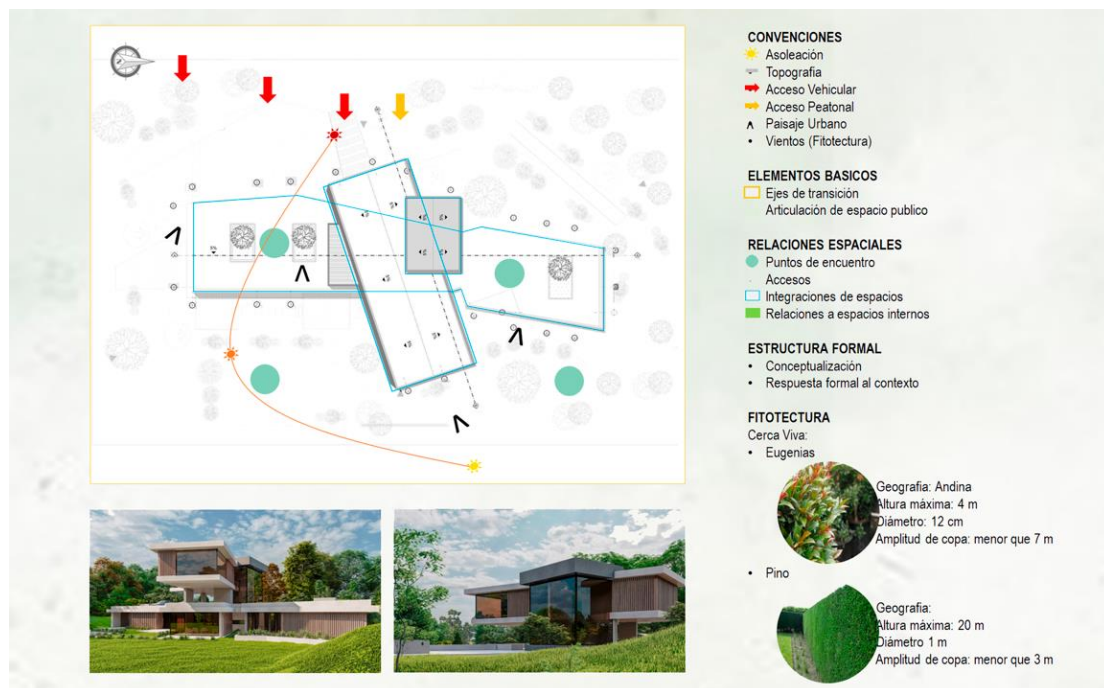 CONVENCIONES
Asoleación
Topografía
Acceso Vehicular
Acceso Peatonal
Paisaje Urbano
• Vientos (Fitotectura)
ELEMENTOS BASICOS
Ejes de transición
Articulación de espacio publico
RELACIONES ESPACIALES
Puntos de encuentro
Accesos
Integraciones de espacios
Relaciones a espacios internos
ESTRUCTURA FORMAL
• Conceptualización
• Respuesta formal al contexto
FITOTECTURA
Cerca Viva:
• Eugenias
Geografia: Andina
Altura máxima: 4 m
Diámetro: 12 cm
Amplitud de copa: menor que 7 m
• Pino
Geografia:
Altura máxima: 20 m
Diámetro 1 m
Amplitud de copa: menor que 3 m